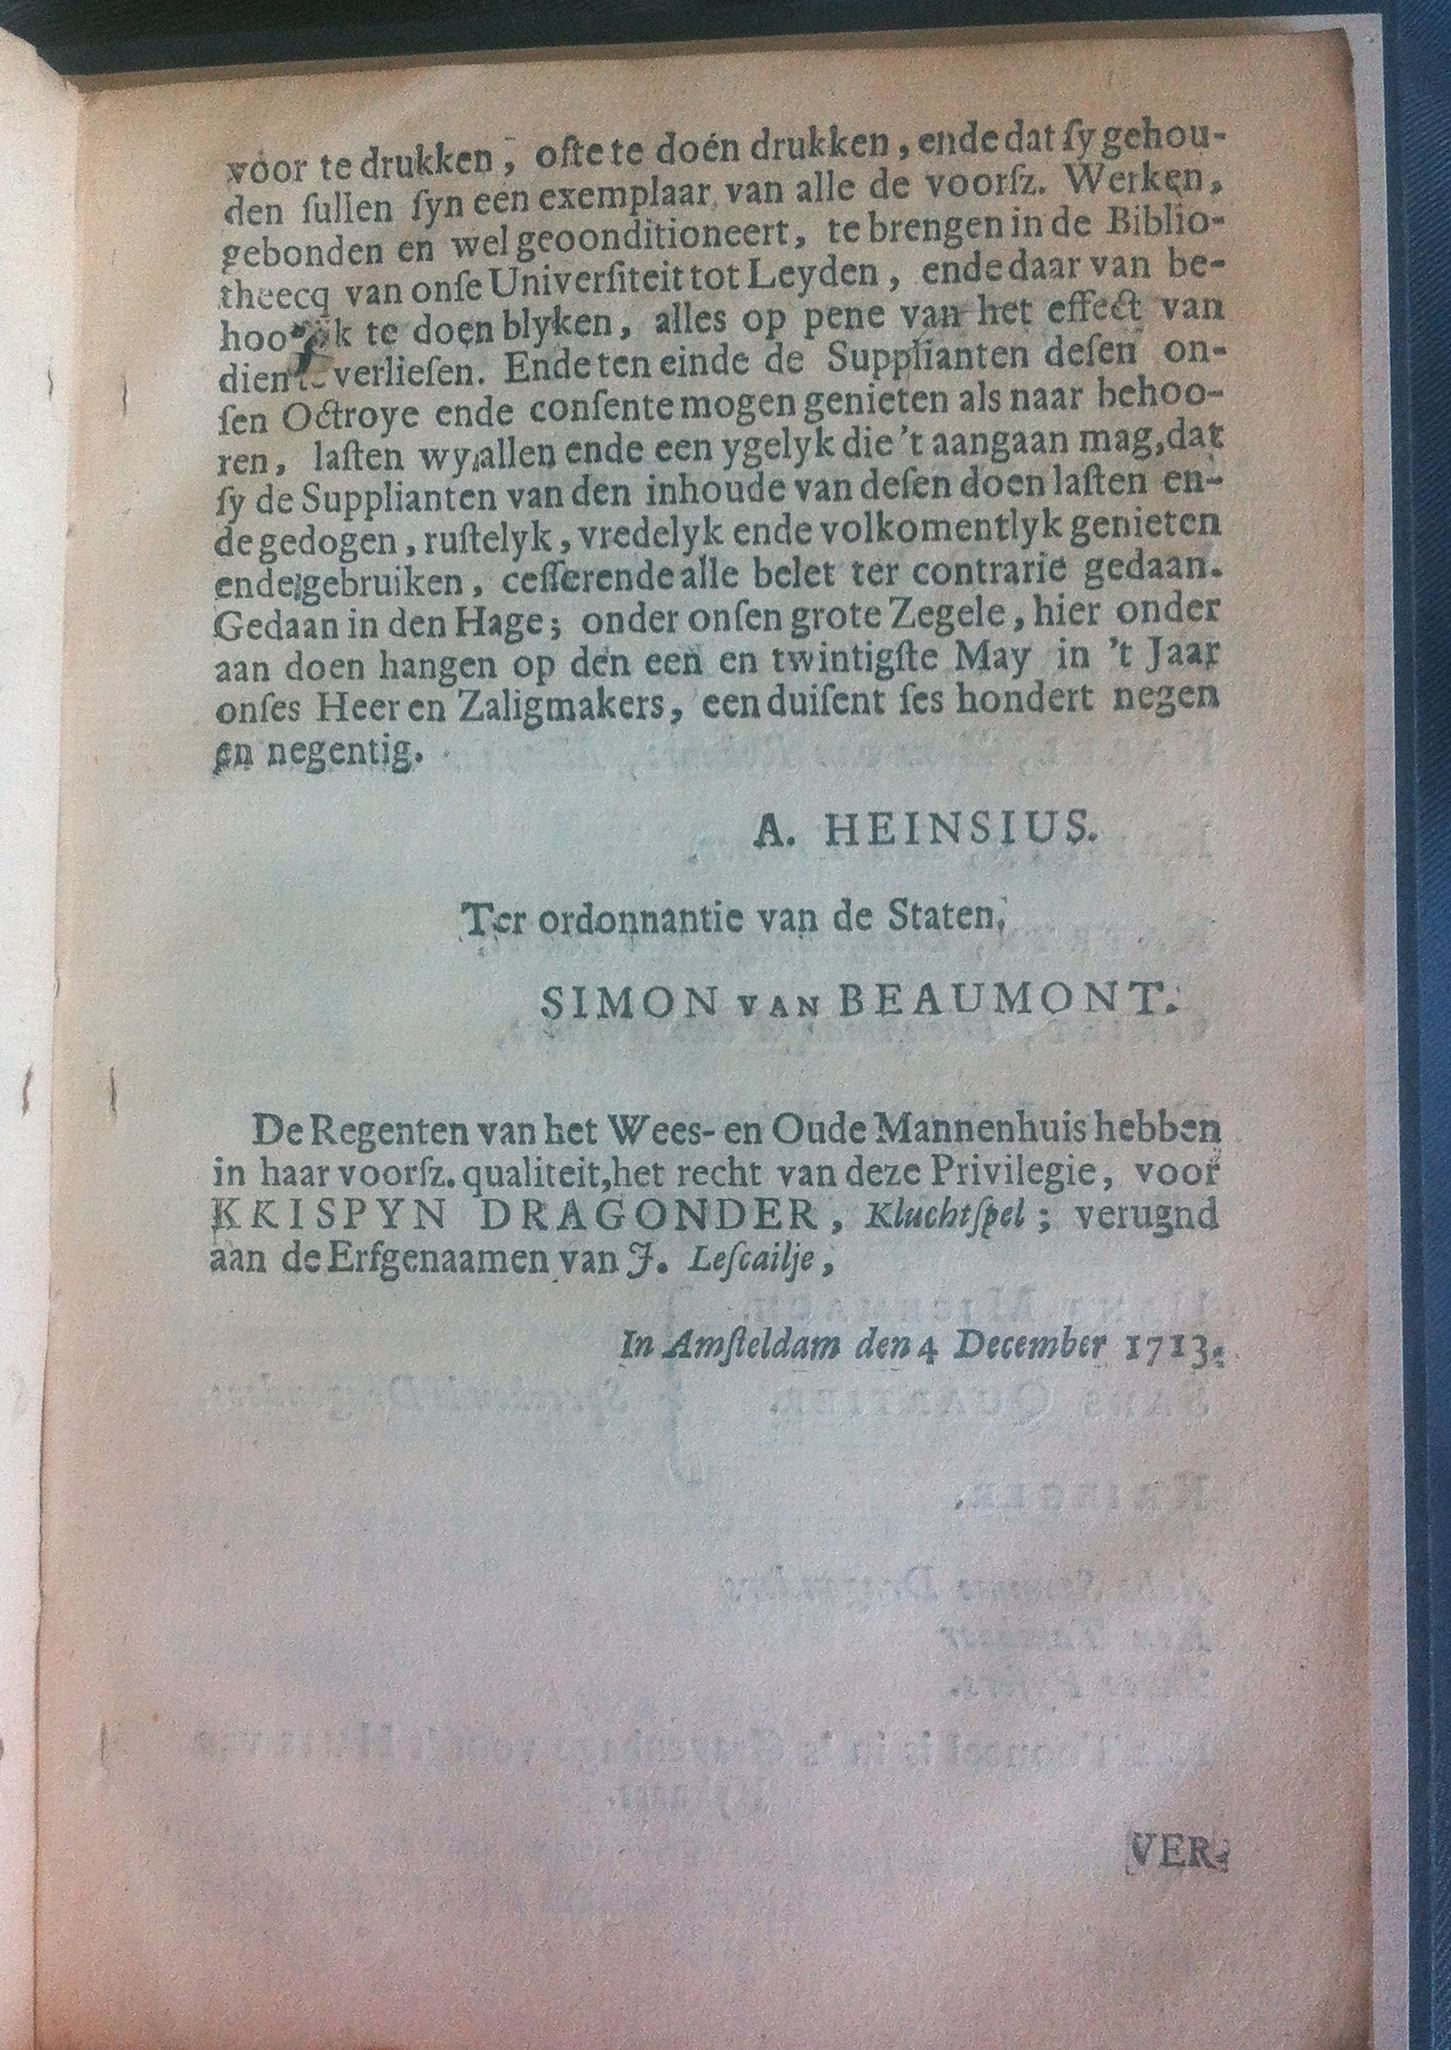 voor te drukken, ofte te doén drukken, ende dat ſy gehou-
den ſullen ſyn een exemplaar van alle de voorſz. Werken,
gebonden en wel geoonditioneert, te brengen in de Biblio-
theecq van onſe Univerſiteit tot Leyden, ende daar van be-
te doen blyken, alles op pene van het effect van
dien verlieſen. Ende ten einde de Supplianten deſen on-
ſen Octroye ende conſente mogen genieten als naar behoo-
ren, laſten wy allen ende een ygelyk die 't aangaan mag, dat
ſy de Supplianten van den inhoude van deſen doen laſten en-
de gedogen, ruſtelyk, vredelyk ende volkomentlyk genieten
ende gebruiken, ceſſerende alle belet ter contrarie gedaan.
Gedaan in den Hage; onder onſen grote Zegele, hier onder
aan doen hangen op den een en twintigſte May in 't Jaar
onſes Heer en Zaligmakers, een duiſent ſes hondert negen
en negentig.
A. HEINSIUS.
Ter ordonnantie van de Staten.
SIMON VAN BEAUMONT.
De Regenten van het Wees- en Oude Mannenhuis hebben
in haar voorſz. qualiteit, het recht van deze Privilegie, voor
KKISPYN DRAGONDER, Kluchtſpel; verugnd
aan de Erfgenaamen van J. Leſcailje,
In Amſteldam den 4 December 1713.
VER-